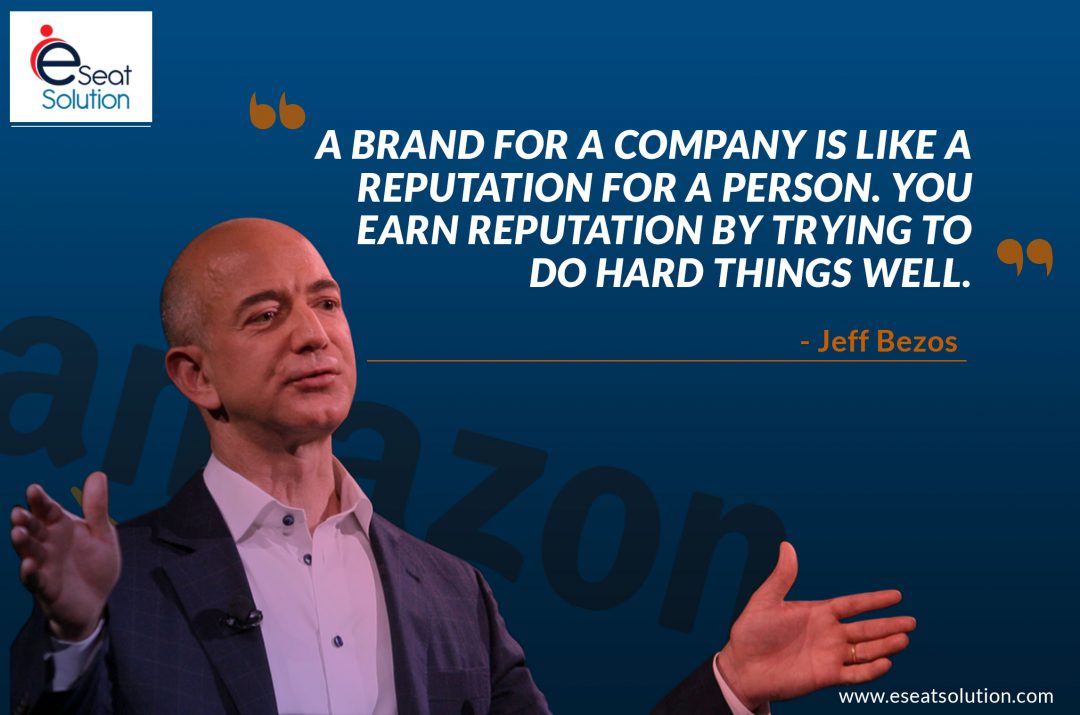 eSeat
Solution
“
A BRAND FOR A COMPANY IS LIKE A
REPUTATION FOR A PERSON. YOU
EARN REPUTATION BY TRYING TO
DO HARD THINGS WELL.
”
- Jeff Bezos
amazon
www.eseatsolution.com